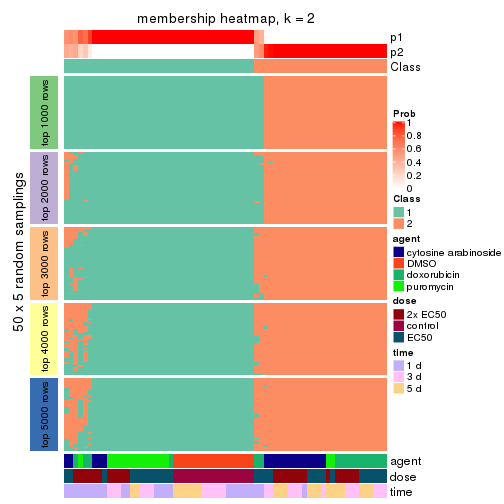 membership heatmap, k = 2
p1
p2
Class
50 x 5 random samplings
top 1000 rows
top 2000 rows
top 3000 rows
top 4000 rows
top 5000 rows
agent
dose
time
Prob
1
0.8
0.6
0.4
0.2
0
Class
1
2
agent
cytosine arabinoside
DMSO
doxorubicin
puromycin
dose
2x EC50
control
EC50
time
1 d
3 d
5 d